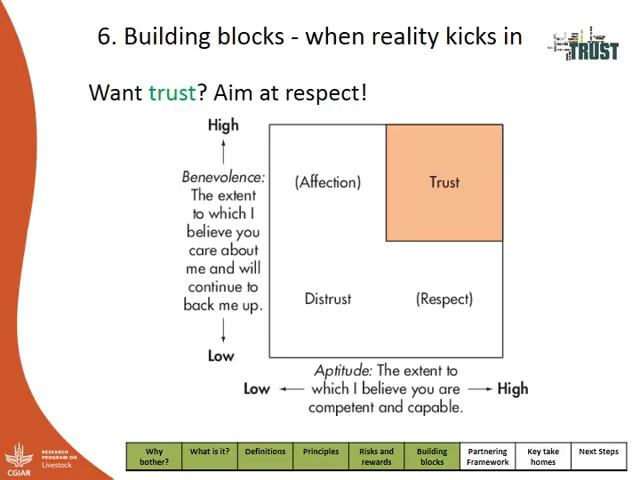 6. Building blocks - when reality kicks in
TRUST
Want trust? Aim at respect!
High
Benevolence:
The extent
to which I
believe you
care about
me and will
continue to
back me up.
Low
(Affection)
Trust
Distrust
(Respect)
Low
Aptitude: The extent to
which I believe you are
competent and capable.
High
CGIAR
RESEARCH
PROGRAM ON
Livestock
Why
bother?
What is it?
Definitions
Principles
Risks and
rewards
Building
blocks
Partnering
Framework
Key take
homes
Next Steps